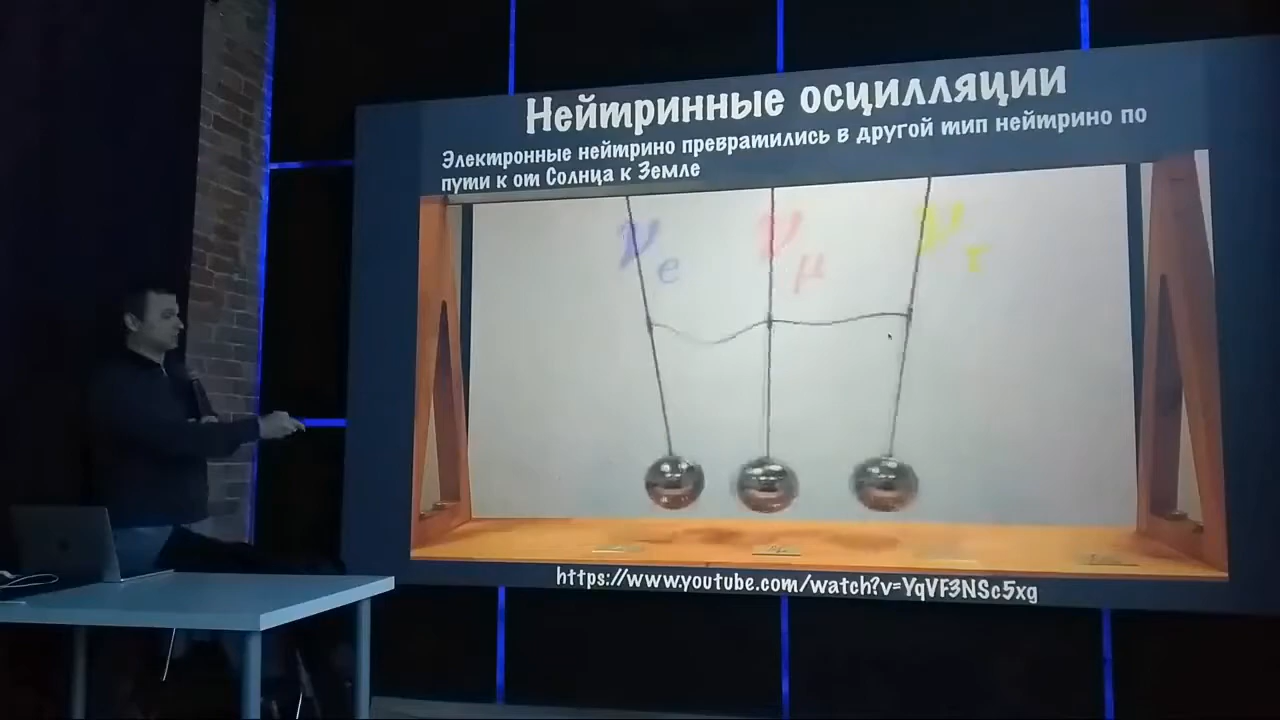 Нейтринные осцилляции
Электронные нейтрино превратились в другой тип нейтрино по
пути к от Солнца к Земле
νe νμ ντ
https://www.youtube.com/watch?v=YqVF3NSc5xg